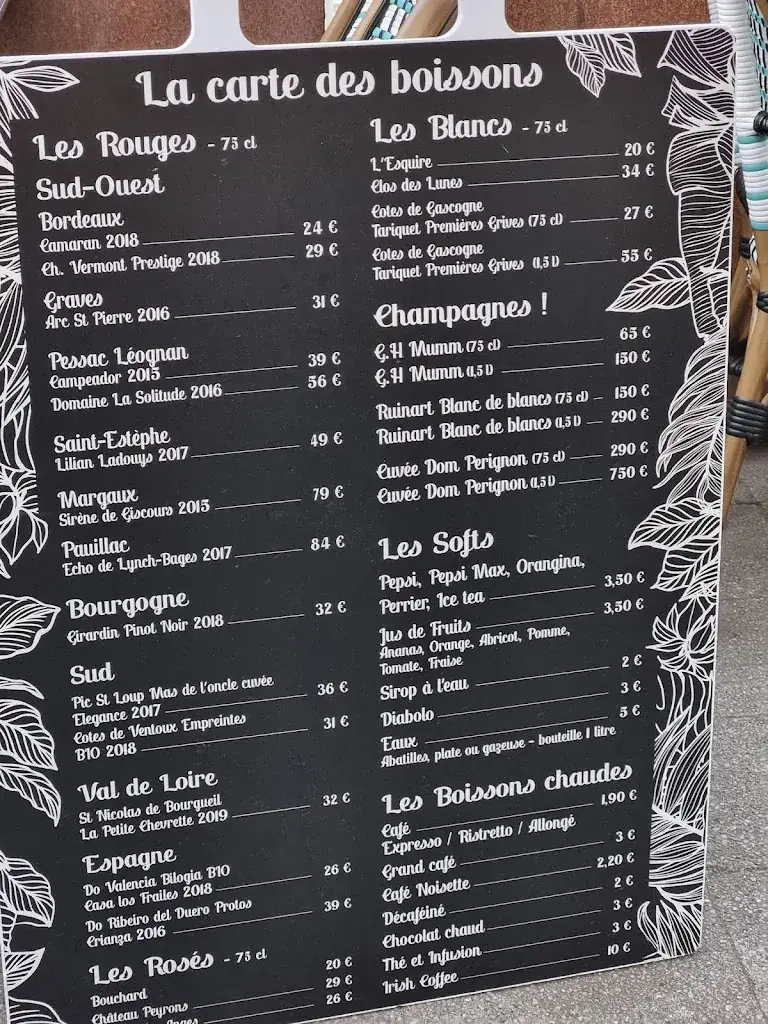 La carte des boissons
Les Rouges - 75 cl
Sud-Ouest
Bordeaux
Camaran 2018 24 €
Ch. Vermont Prestige 2018 29 €
Graves
Arc St Pierre 2016 31 €
Pessac Léognan
Campeador 2015 39 €
Domaine La Solitude 2016 56 €
Saint-Estèphe
Lilian Ladouys 2017 49 €
Margaux
Sirène de Giscours 2015 79 €
Pauillac
Echo de Lynch-Bages 2017 84 €
Bourgogne
Girardin Pinot Noir 2018 32 €
Sud
Pic St Loup Mas de l'oncle cuvée
Elegance 2017 36 €
Cotes de Ventoux Empreintes
B10 2018 31 €
Val de Loire
St Nicolas de Bourgueil
La Petite Chevrette 2019 32 €
Espagne
Do Valencia Bilogia B10
Casa los Frailes 2018 26 €
Do Ribeiro del Duero Protos
Crianza 2016 39 €
Les Rosés - 75 cl
Bouchard 20 €
Château Peyrons 29 €
26 €
Les Blancs - 75 cl
L'Esquire 20 €
Clos des Lunes 34 €
Cotes de Gascogne
Tariquet Premières Grives (75 cl) 27 €
Cotes de Gascogne
Tariquet Premières Grives (1,5 l) 55 €
Champagnes !
G.H Mumm (75 cl) 65 €
G.H Mumm (1,5 l) 150 €
Ruinart Blanc de blancs (75 cl) 150 €
Ruinart Blanc de blancs (1,5 l) 290 €
Cuvée Dom Perignon (75 cl) 290 €
Cuvée Dom Perignon (1,5 l) 750 €
Les Softs
Pepsi, Pepsi Max, Orangina,
Perrier, Ice tea 3,50 €
Jus de Fruits 3,50 €
Ananas, Orange, Abricot, Pomme,
Tomate, Fraise
Sirop à l'eau 2 €
Diabolo 3 €
Eaux 5 €
Abatilles, plate ou gazeuse - bouteille 1 litre
Les Boissons chaudes
Café 1,90 €
Expresso / Ristretto / Allongé
Grand café 3 €
Café Noisette 2,20 €
Décaféiné 2 €
Chocolat chaud 3 €
Thé et Infusion 3 €
Irish Coffee 10 €